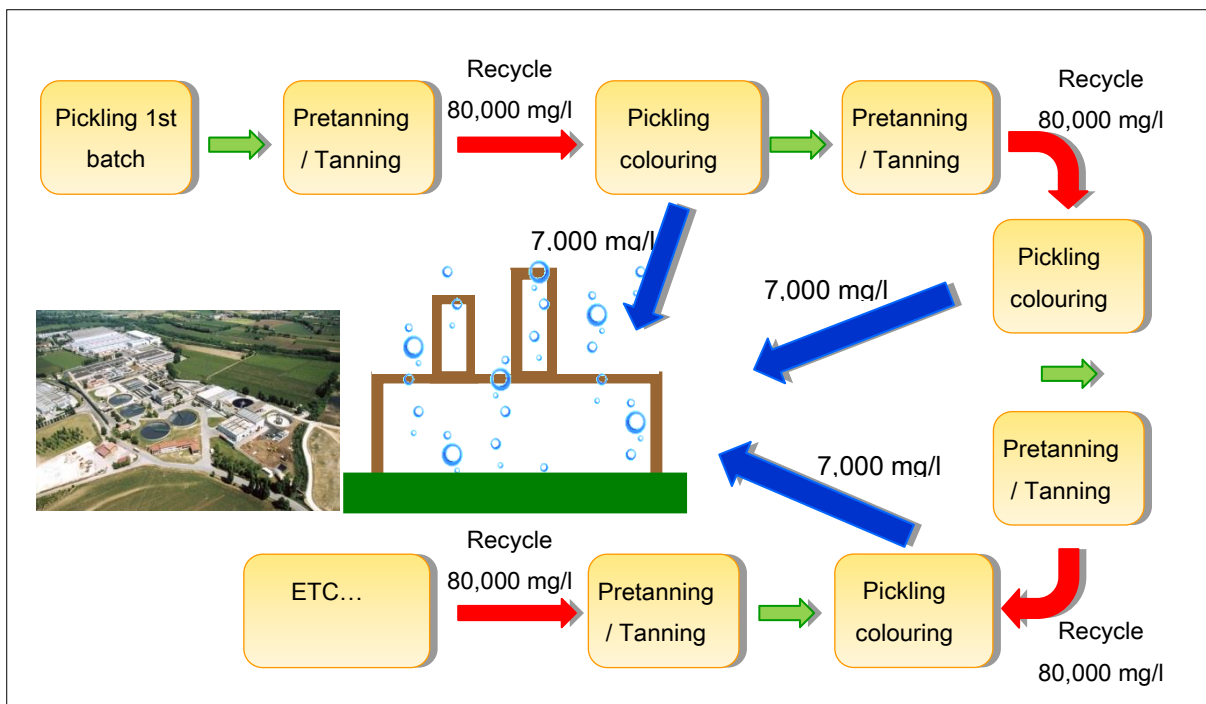 Pickling 1st
batch
Pretanning
/ Tanning
Recycle
80,000 mg/l
Pickling
colouring
Pretanning
/ Tanning
Recycle
80,000 mg/l
7,000 mg/l
Pickling
colouring
7,000 mg/l
Pretanning
/ Tanning
7,000 mg/l
Recycle
80,000 mg/l
Pickling
colouring
Pretanning
/ Tanning
Recycle
80,000 mg/l
ETC…